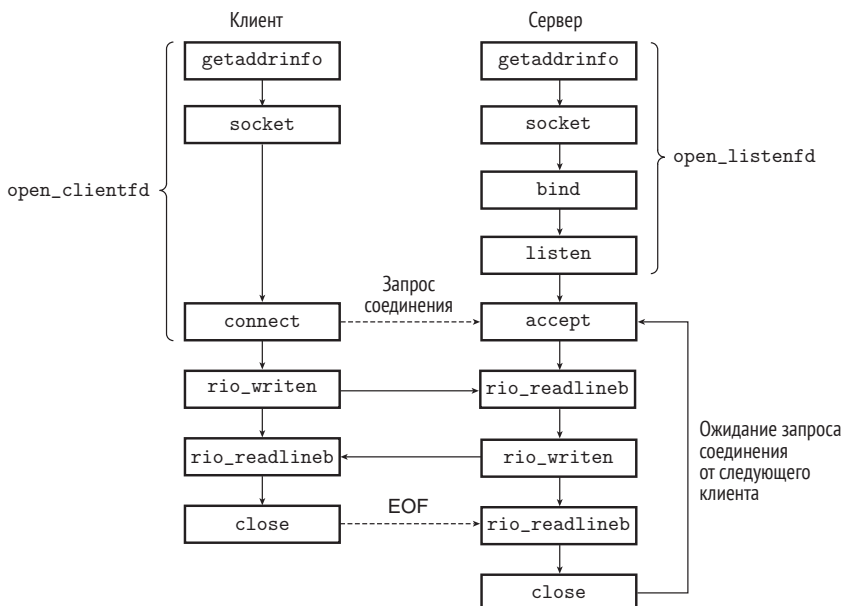 Клиент
Сервер
getaddrinfo
getaddrinfo
socket
socket
open_clientfd
open_listenfd
bind
listen
Запрос
соединения
connect
accept
rio_writen
rio_readlineb
Ожидание запроса
соединения
от следующего
клиента
rio_readlineb
rio_writen
close
EOF
rio_readlineb
close